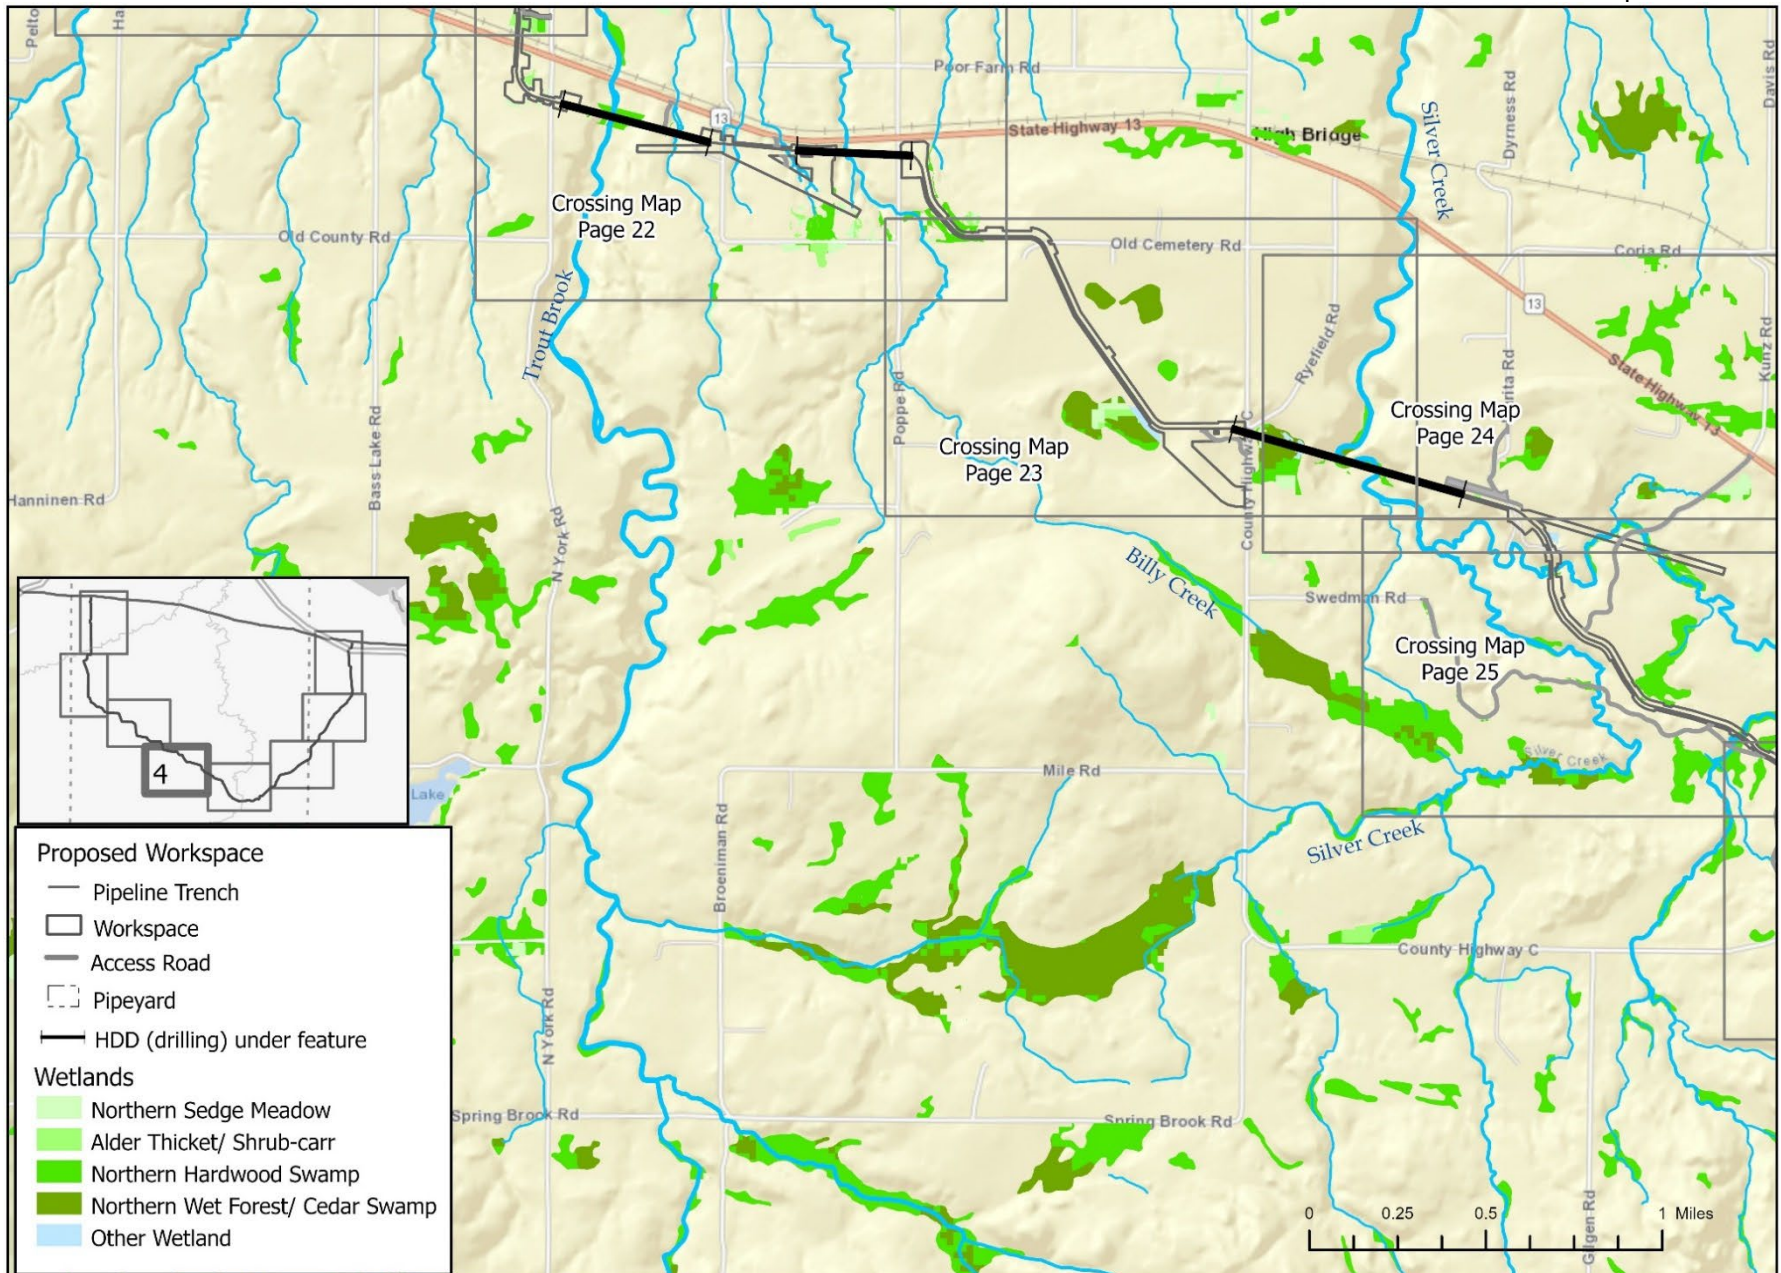 Pelto
Ha
Poor Farm Rd
Davis Rd
13
State Highway 13
High Bridge
Silver Creek
Dyrness Rd
Crossing Map
Page 22
Old County Rd
Old Cemetery Rd
Coria Rd
Trout Brook
13
Ryefield Rd
Kunz Rd
State Highway 13
rita Rd
Bass Lake Rd
Poppe Rd
Crossing Map
Page 24
Crossing Map
Page 23
County Highway C
Hanninen Rd
N York Rd
Billy Creek
Swedman Rd
Crossing Map
Page 25
Silver Creek
4
Lake
Mile Rd
Silver Creek
Broeniman Rd
County Highway C
N York Rd
Spring Brook Rd
Spring Brook Rd
Gilgen Rd
Proposed Workspace
Pipeline Trench
Workspace
Access Road
Pipeyard
HDD (drilling) under feature
Wetlands
Northern Sedge Meadow
Alder Thicket/ Shrub-carr
Northern Hardwood Swamp
Northern Wet Forest/ Cedar Swamp
Other Wetland
0 0.25 0.5 1 Miles